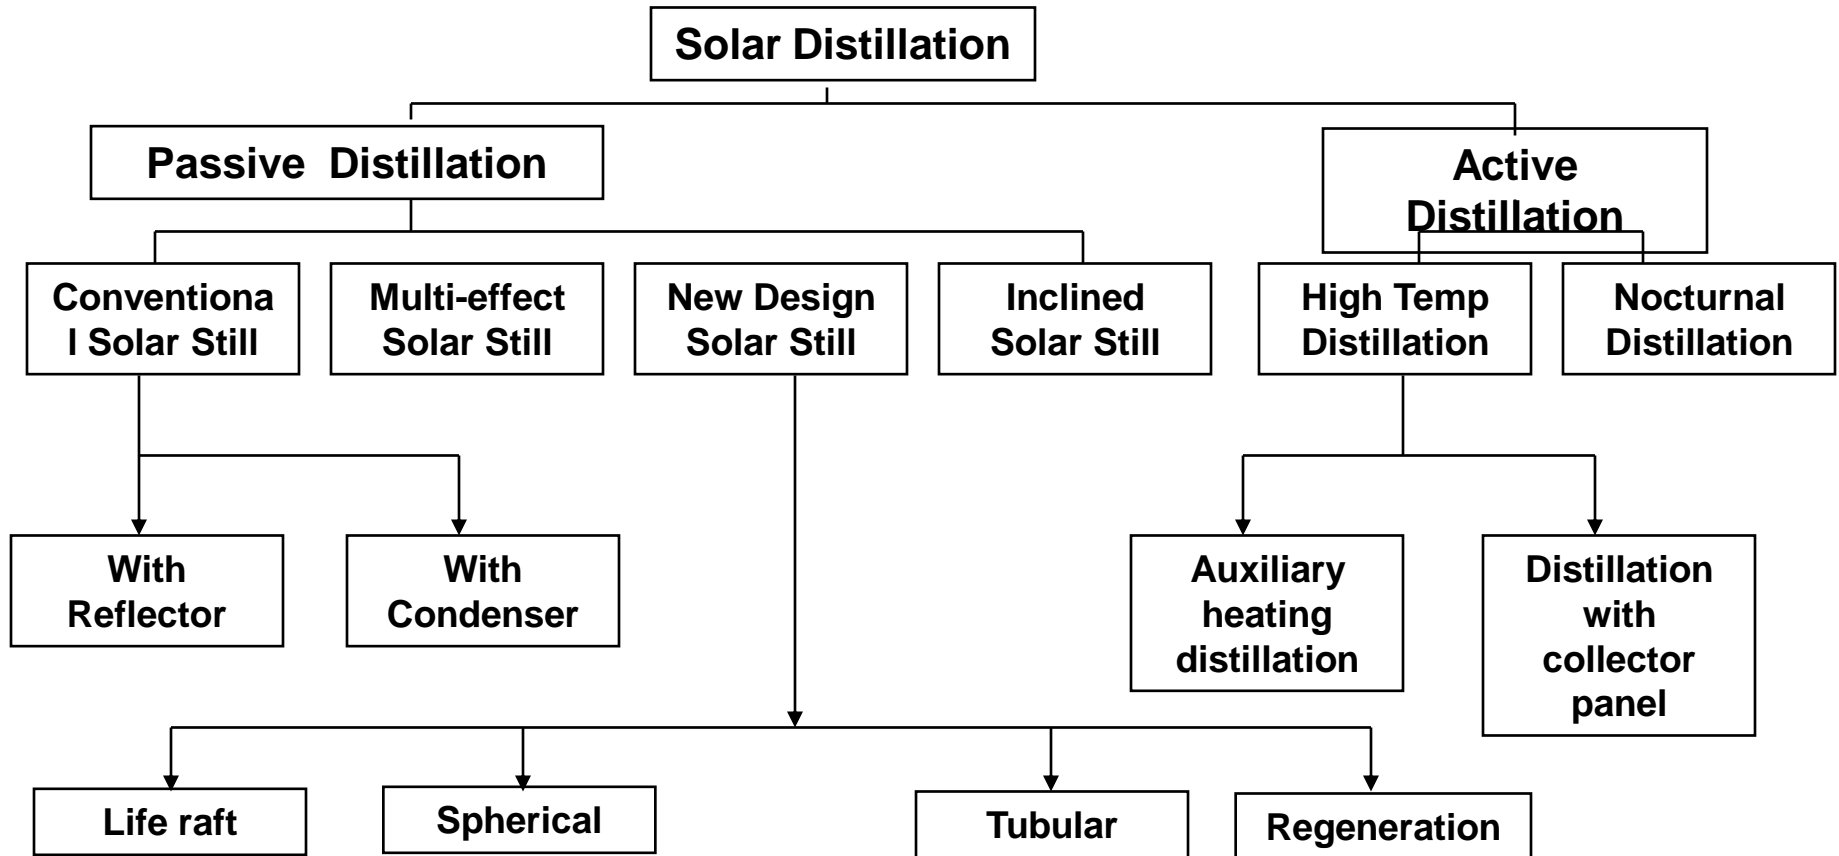 Solar Distillation
Passive Distillation
Active
Distillation
Conventiona
l Solar Still
Multi-effect
Solar Still
New Design
Solar Still
Inclined
Solar Still
High Temp
Distillation
Nocturnal
Distillation
With
Reflector
With
Condenser
Auxiliary
heating
distillation
Distillation
with
collector
panel
Life raft
Spherical
Tubular
Regeneration